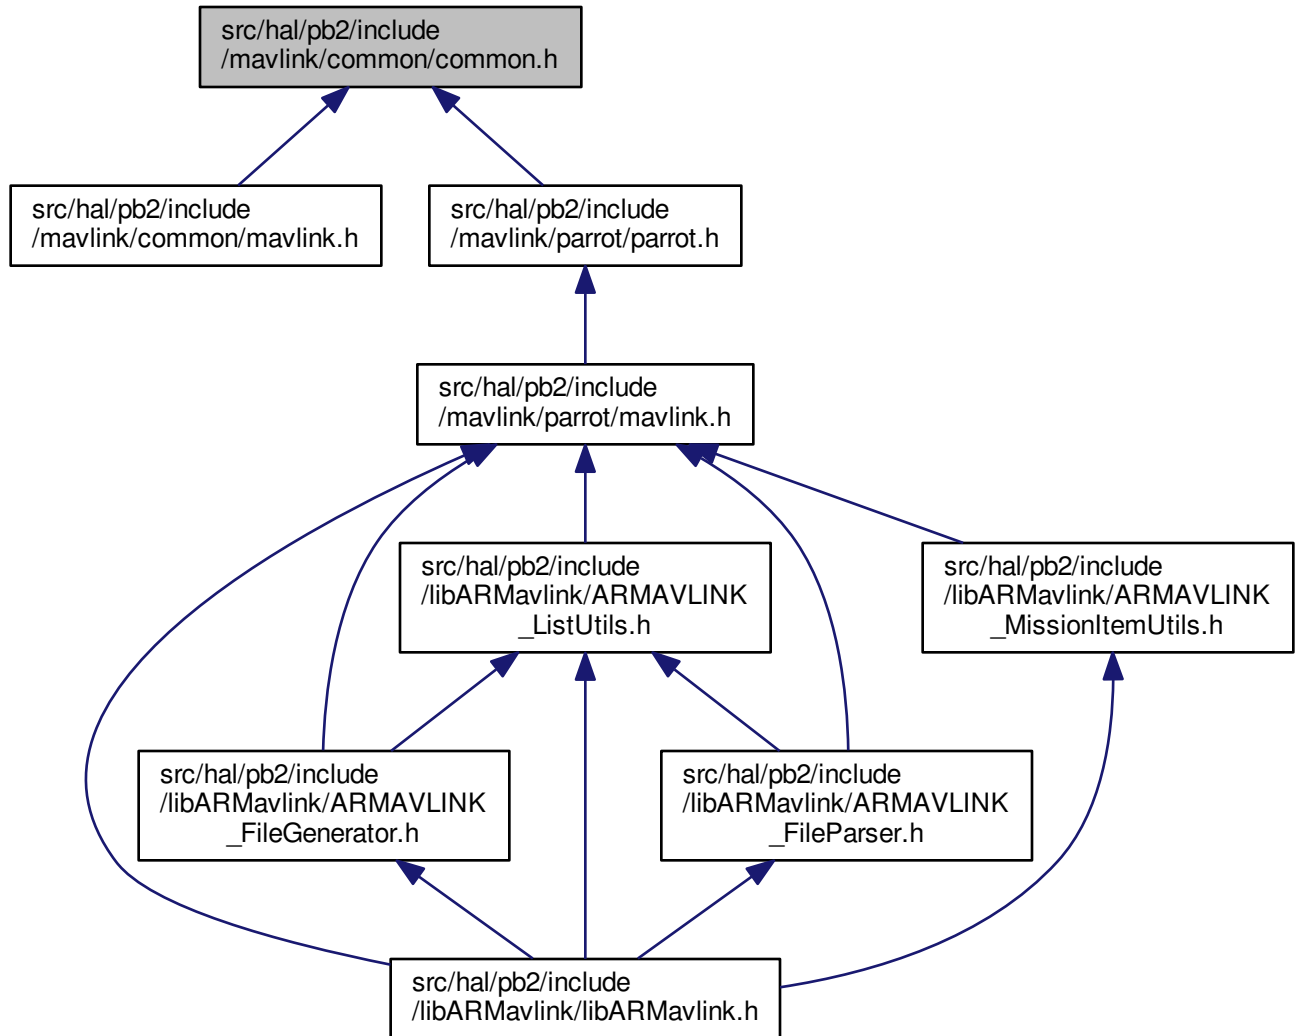 src/hal/pb2/include
/mavlink/common/common.h
src/hal/pb2/include
/mavlink/common/mavlink.h
src/hal/pb2/include
/mavlink/parrot/parrot.h
src/hal/pb2/include
/mavlink/parrot/mavlink.h
src/hal/pb2/include
/libARMavlink/ARMAVLINK
_ListUtils.h
src/hal/pb2/include
/libARMavlink/ARMAVLINK
_MissionItemUtils.h
src/hal/pb2/include
/libARMavlink/ARMAVLINK
_FileGenerator.h
src/hal/pb2/include
/libARMavlink/ARMAVLINK
_FileParser.h
src/hal/pb2/include
/libARMavlink/libARMavlink.h